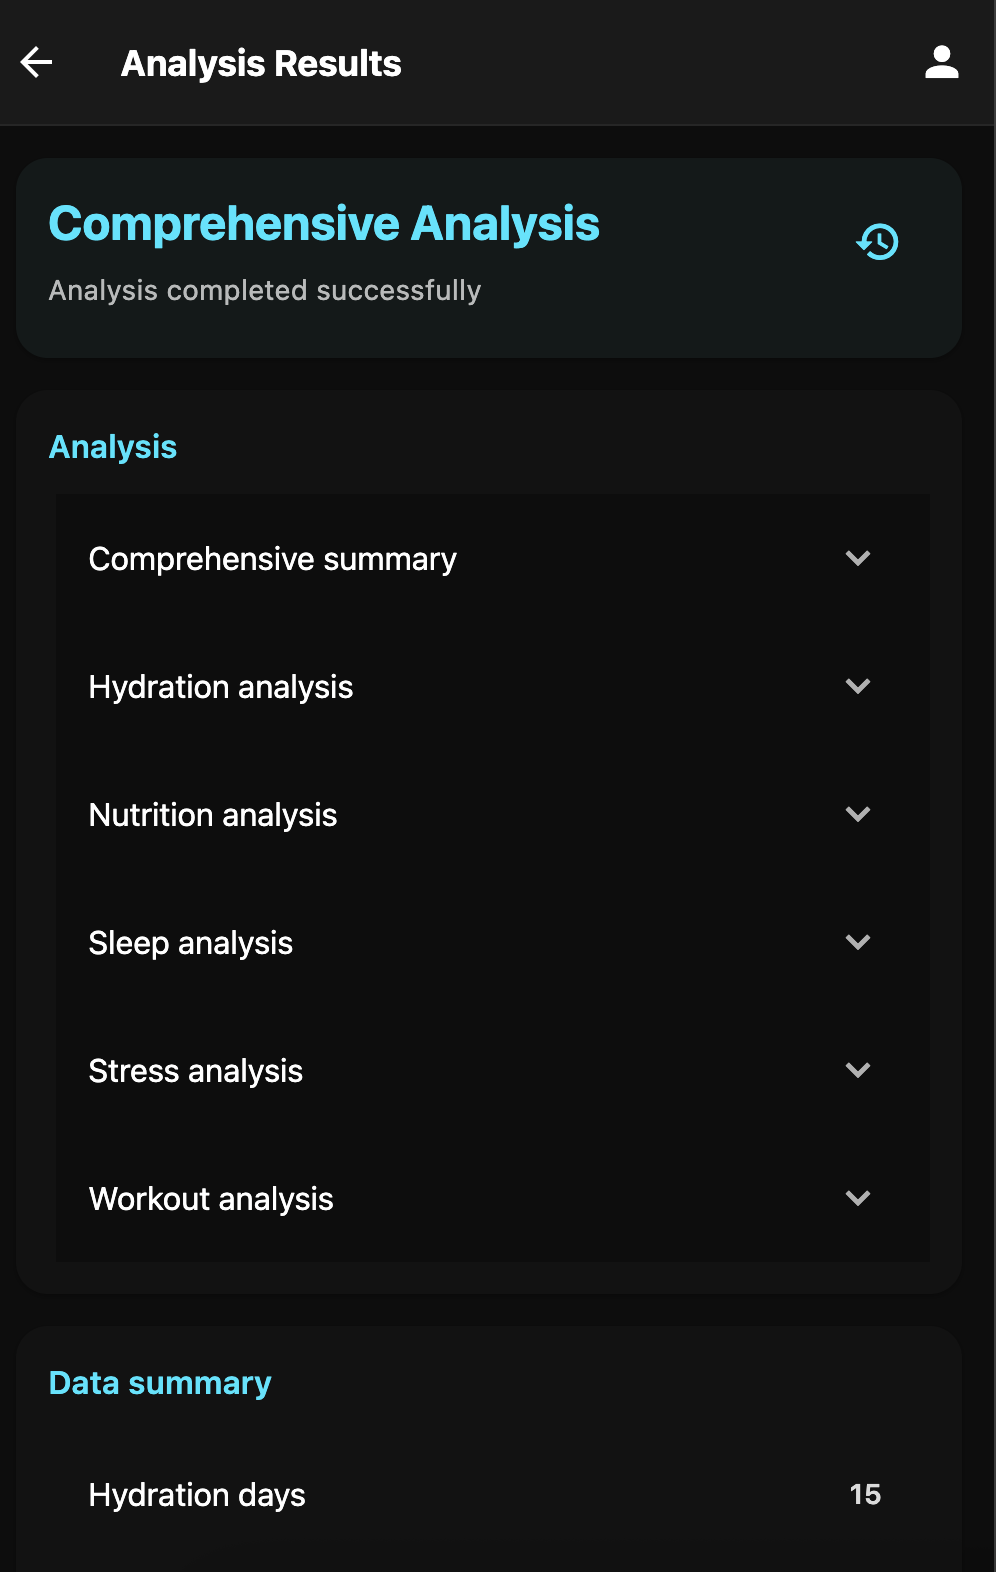 Analysis Results
Comprehensive Analysis
Analysis completed successfully
Analysis
Comprehensive summary
Hydration analysis
Nutrition analysis
Sleep analysis
Stress analysis
Workout analysis
Data summary
Hydration days 15